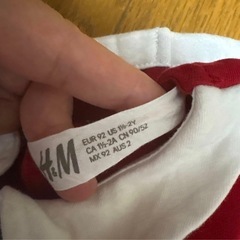 H&M
EUR 92 US 1½-2Y
CA 1½-2A CN 90/52
MX 92 AUS 2